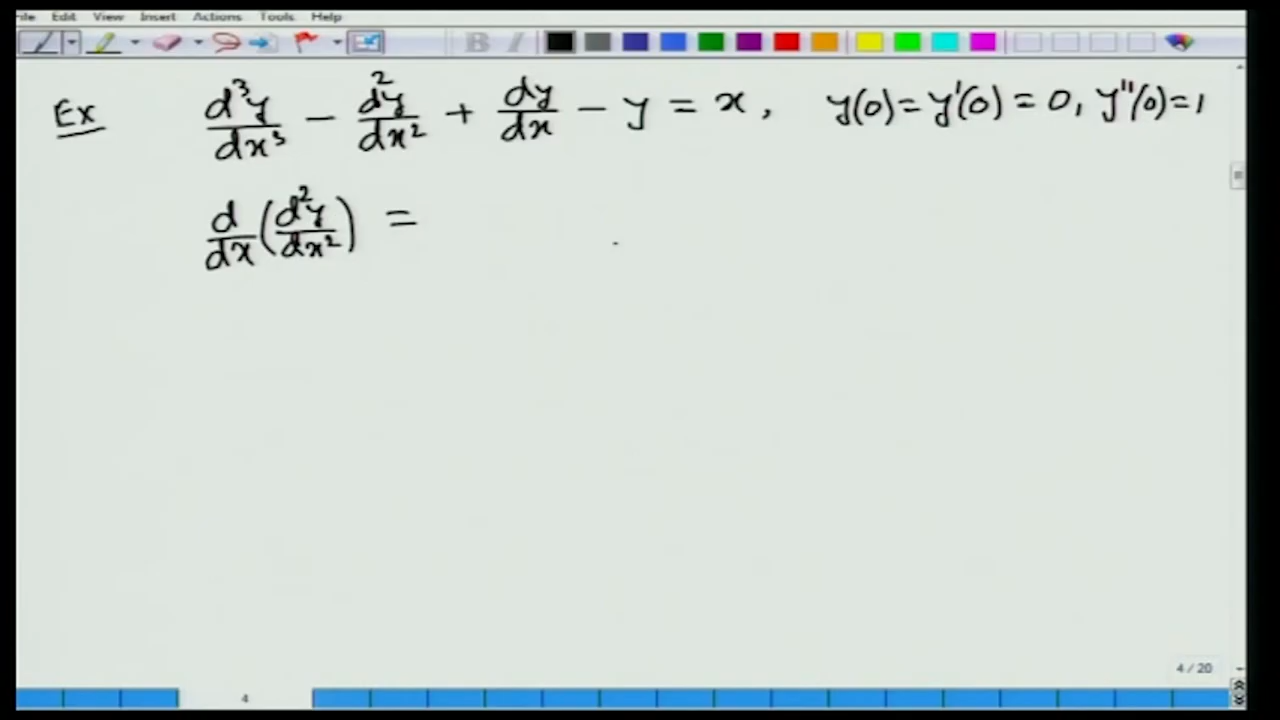 File Edit View Insert Actions Tools Help
Ex d³y/dx³ − d²y/dx² + dy/dx − y = x, y(0) = y'(0) = 0, y''(0) = 1
d/dx (d²y/dx²) =
4 / 20
4